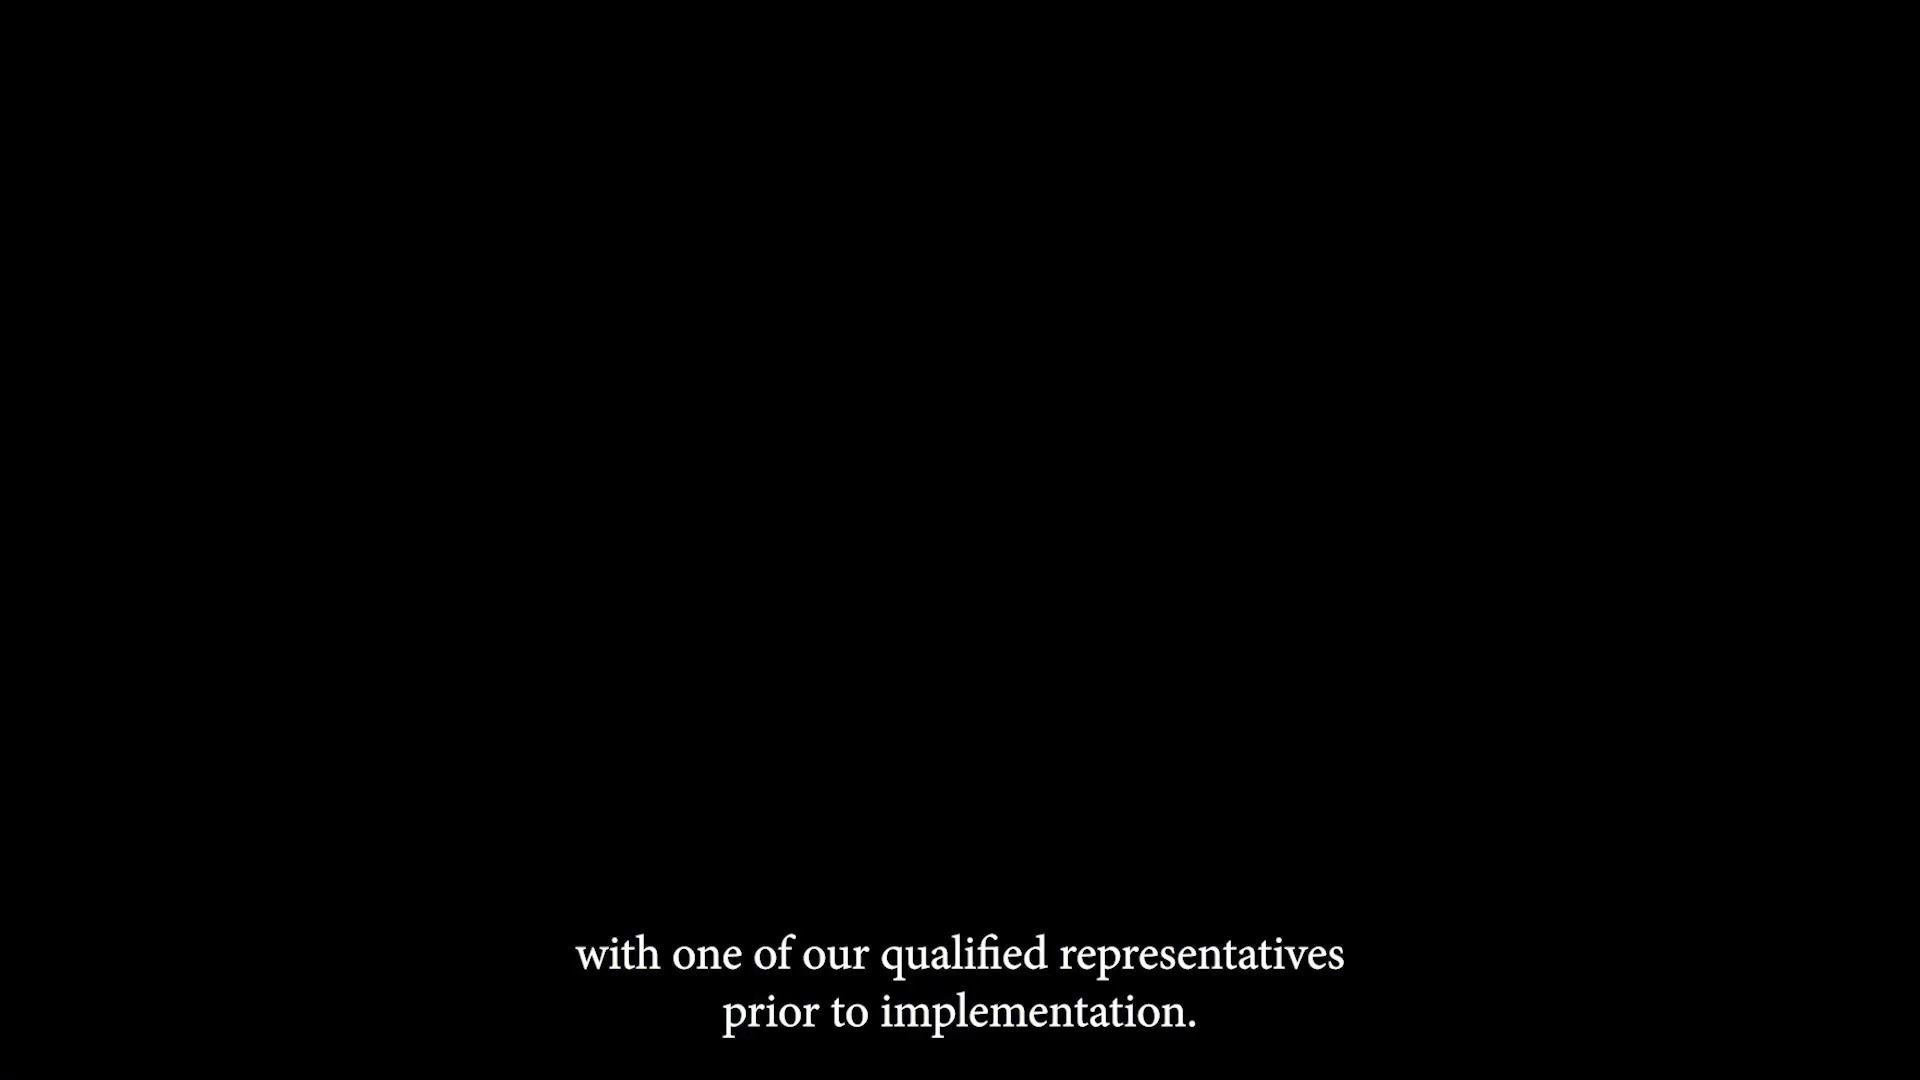 with one of our qualified representatives
prior to implementation.